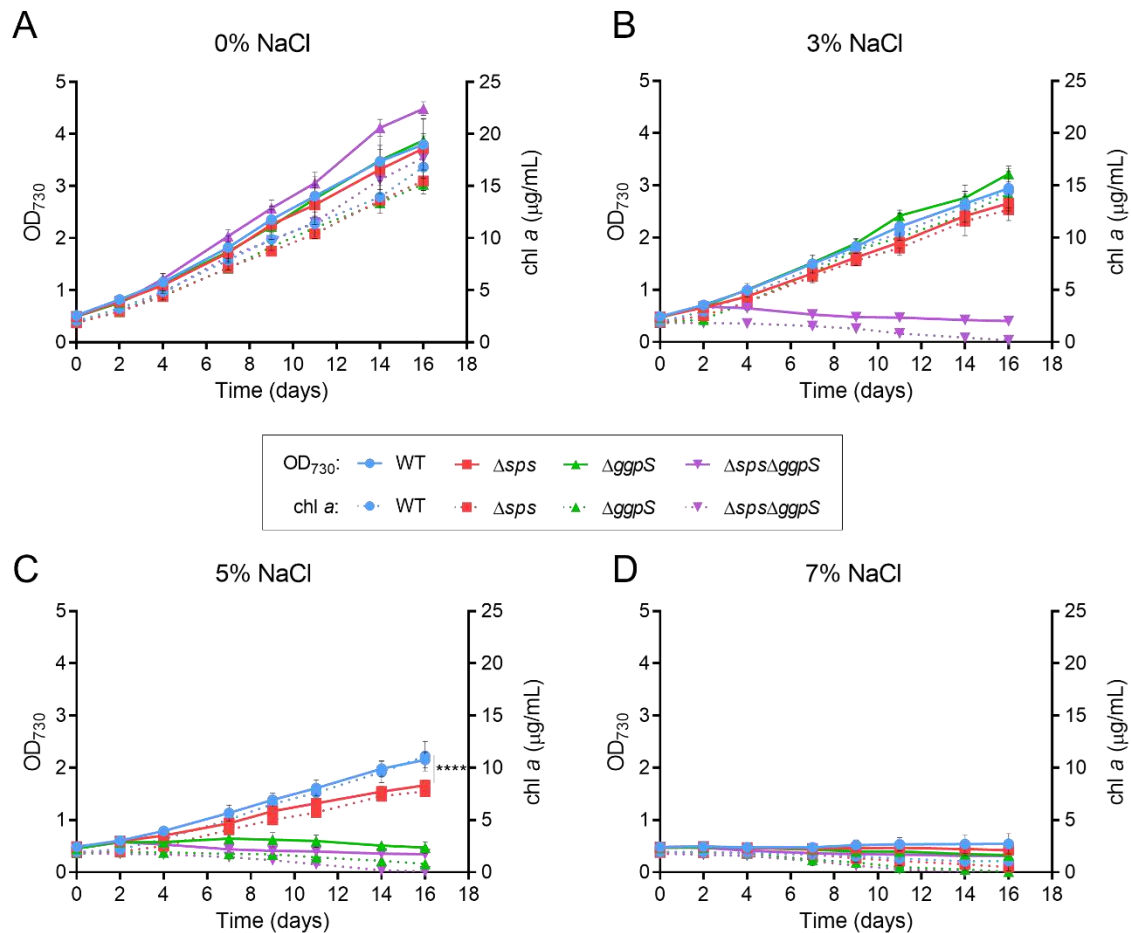 A
0% NaCl
5
4
3
2
1
0
OD730
25
20
15
10
5
0
chl a (μg/mL)
0 2 4 6 8 10 12 14 16 18
Time (days)
B
3% NaCl
5
4
3
2
1
0
OD730
25
20
15
10
5
0
chl a (μg/mL)
0 2 4 6 8 10 12 14 16 18
Time (days)
OD730: WT Δsps ΔggpS ΔspsΔggpS
chl a: WT Δsps ΔggpS ΔspsΔggpS
C
5% NaCl
5
4
3
2
1
0
OD730
25
20
15
10
5
0
chl a (μg/mL)
****
0 2 4 6 8 10 12 14 16 18
Time (days)
D
7% NaCl
5
4
3
2
1
0
OD730
25
20
15
10
5
0
chl a (μg/mL)
0 2 4 6 8 10 12 14 16 18
Time (days)